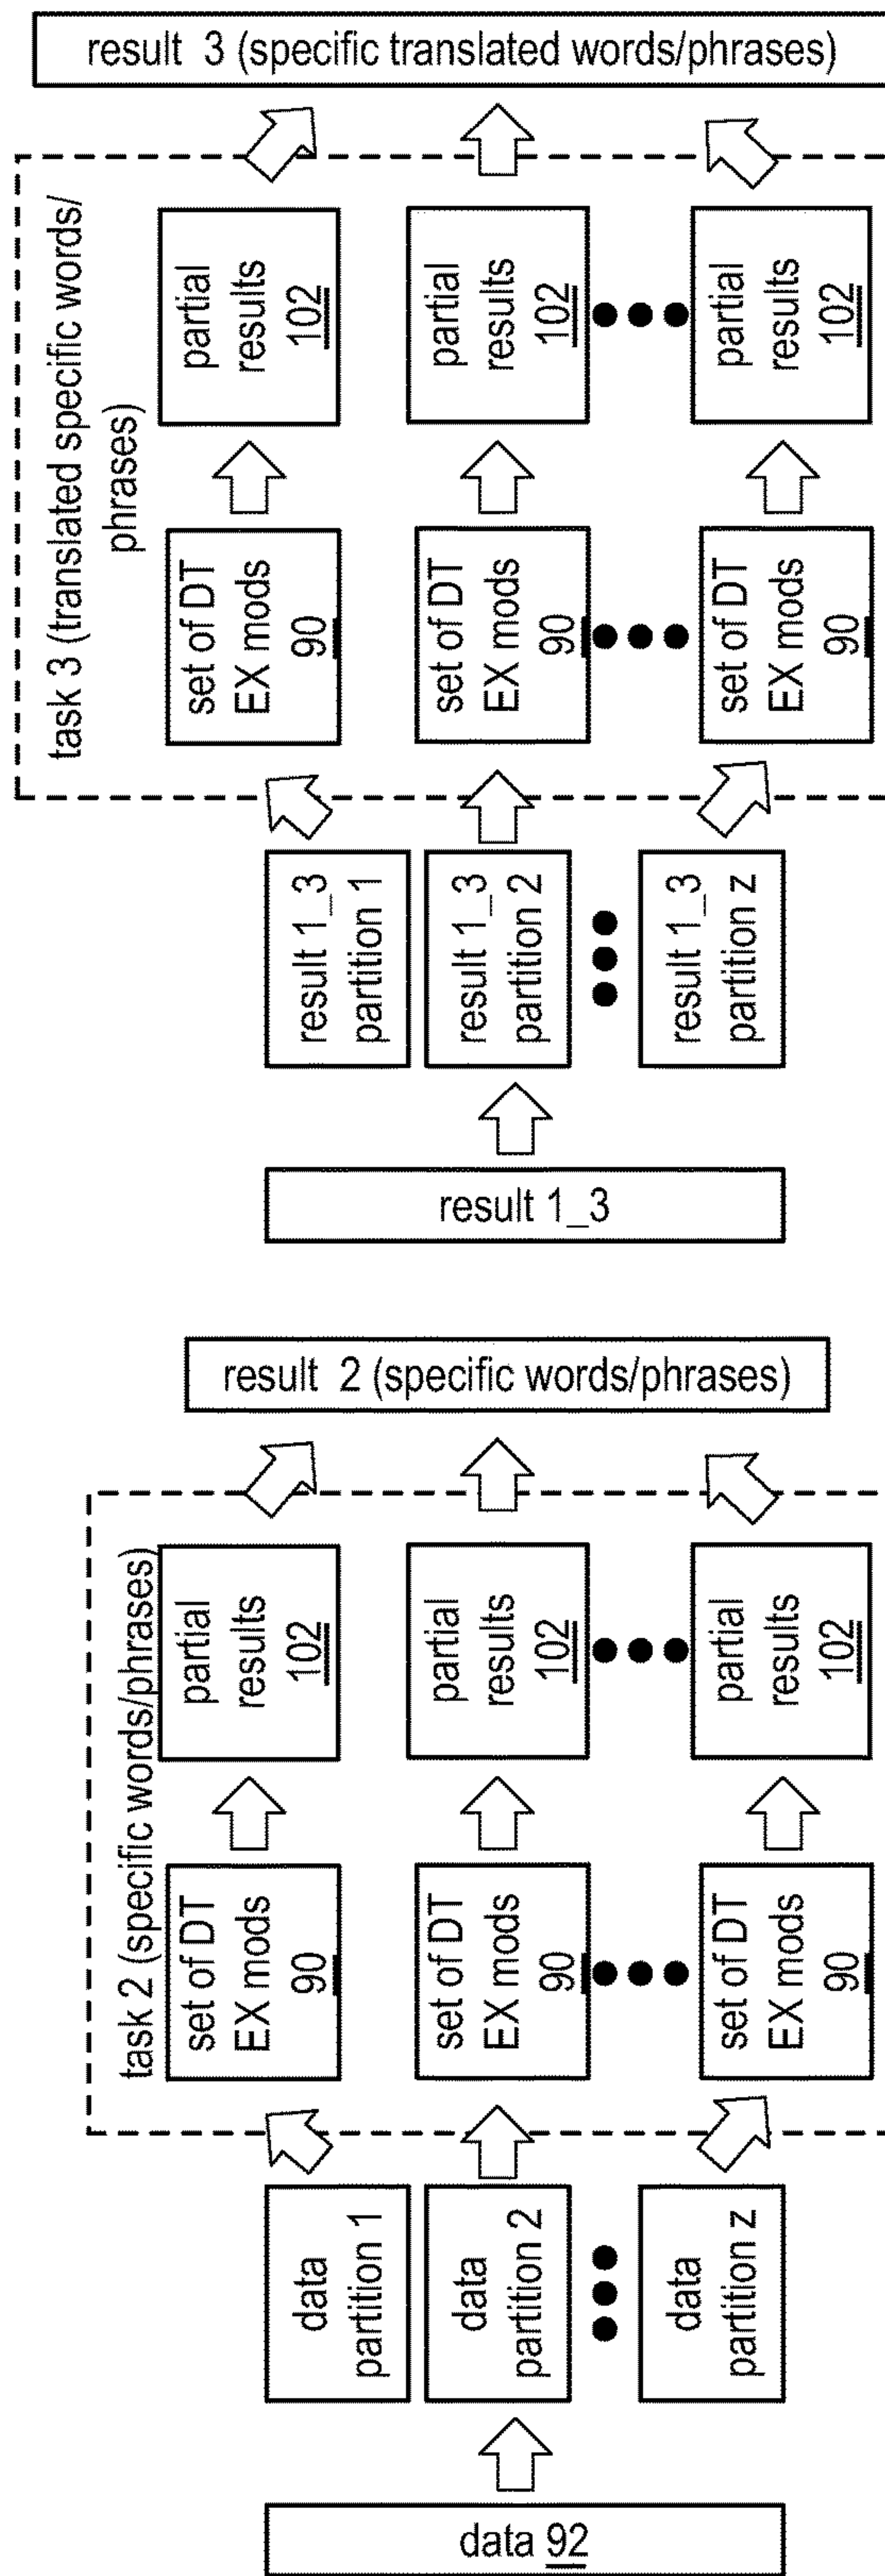 data 92
data
partition 1
data
partition 2
data
partition z
task 2 (specific words/phrases)
set of DT
EX mods
90
set of DT
EX mods
90
set of DT
EX mods
90
partial
results
102
partial
results
102
partial
results
102
result 2 (specific words/phrases)
result 1_3
result 1_3
partition 1
result 1_3
partition 2
result 1_3
partition z
task 3 (translated specific words/
phrases)
set of DT
EX mods
90
set of DT
EX mods
90
set of DT
EX mods
90
partial
results
102
partial
results
102
partial
results
102
result 3 (specific translated words/phrases)